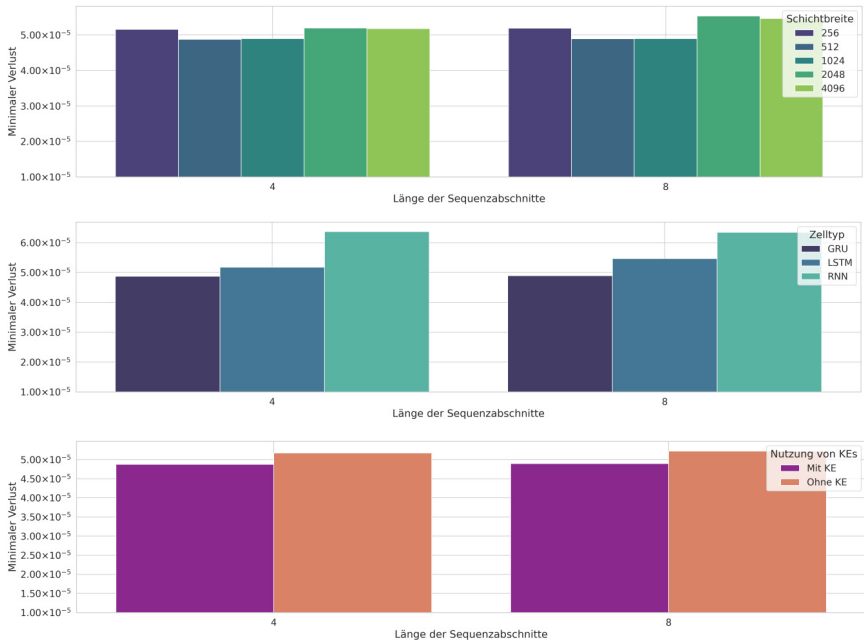 Schichtbreite
256
512
1024
2048
4096
5.00×10⁻⁵
4.00×10⁻⁵
3.00×10⁻⁵
2.00×10⁻⁵
1.00×10⁻⁵
Minimaler Verlust
4
8
Länge der Sequenzabschnitte
Zelltyp
GRU
LSTM
RNN
6.00×10⁻⁵
5.00×10⁻⁵
4.00×10⁻⁵
3.00×10⁻⁵
2.00×10⁻⁵
1.00×10⁻⁵
Minimaler Verlust
4
8
Länge der Sequenzabschnitte
Nutzung von KEs
Mit KE
Ohne KE
5.00×10⁻⁵
4.50×10⁻⁵
4.00×10⁻⁵
3.50×10⁻⁵
3.00×10⁻⁵
2.50×10⁻⁵
2.00×10⁻⁵
1.50×10⁻⁵
1.00×10⁻⁵
Minimaler Verlust
4
8
Länge der Sequenzabschnitte